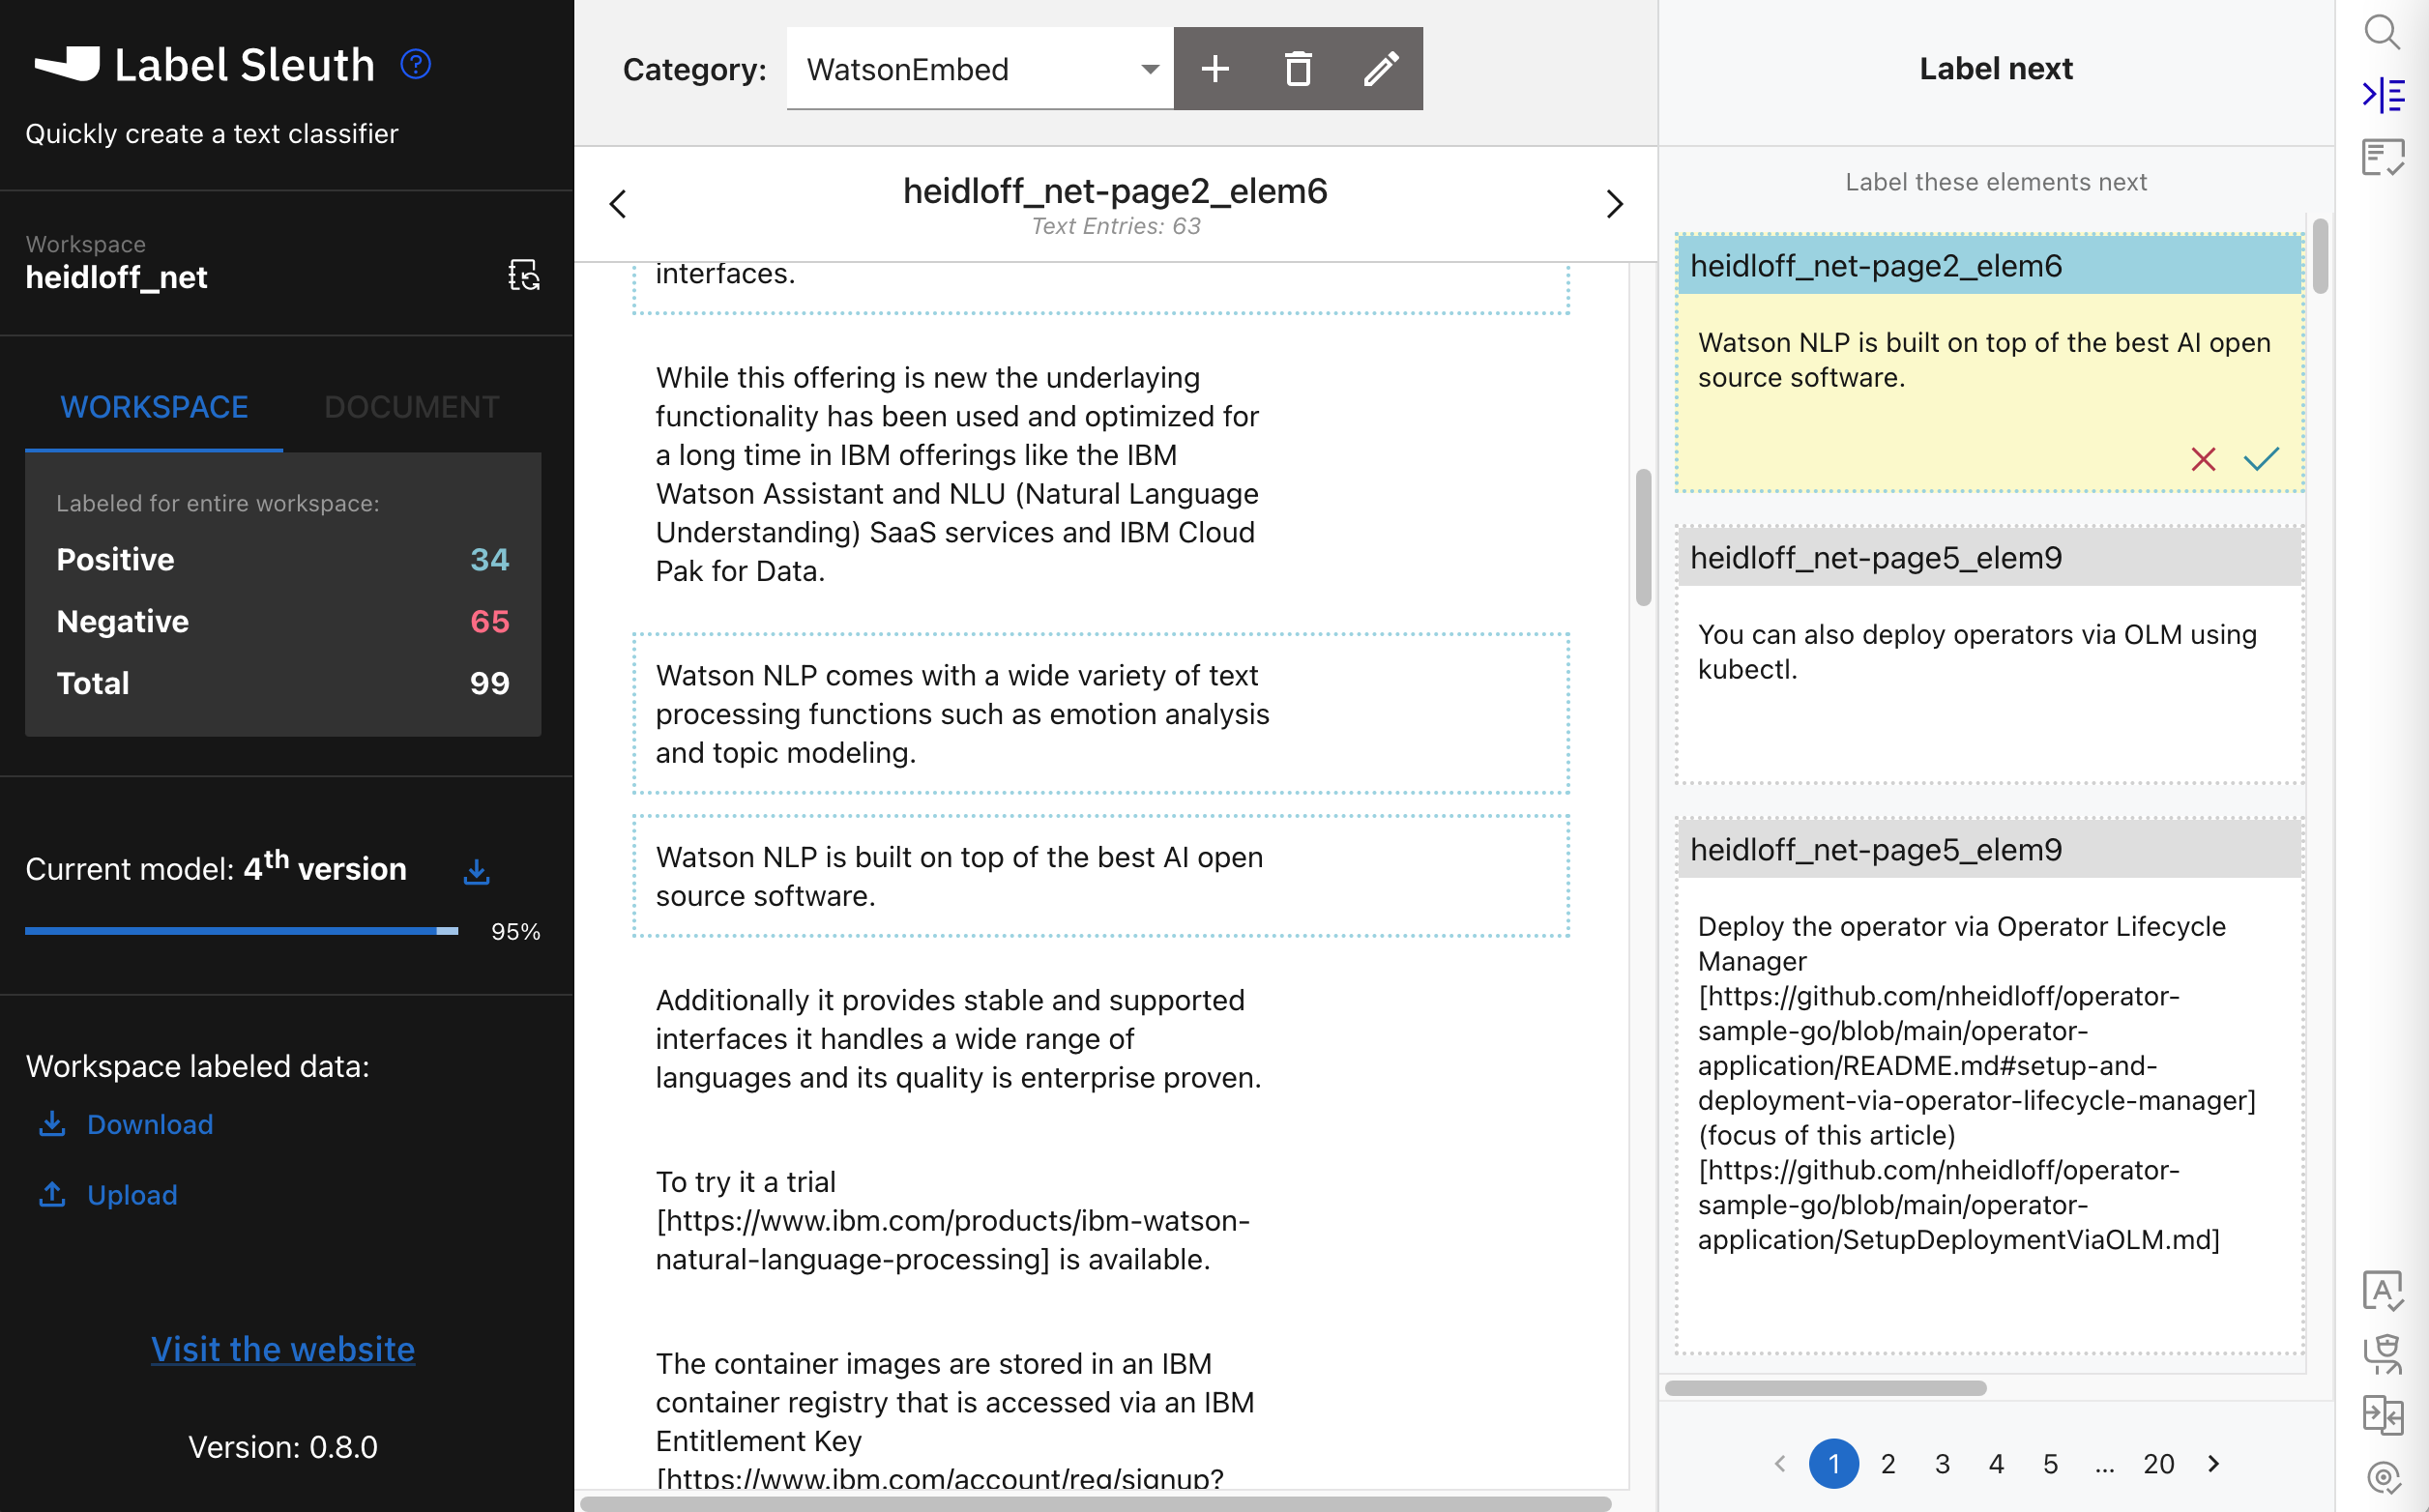 Label Sleuth
?
Quickly create a text classifier
Workspace
heidloff_net
WORKSPACE
DOCUMENT
Labeled for entire workspace:
Positive 34
Negative 65
Total 99
Current model: 4th version
95%
Workspace labeled data:
Download
Upload
Visit the website
Version: 0.8.0
Category: WatsonEmbed
heidloff_net-page2_elem6
Text Entries: 63
interfaces.
While this offering is new the underlaying
functionality has been used and optimized for
a long time in IBM offerings like the IBM
Watson Assistant and NLU (Natural Language
Understanding) SaaS services and IBM Cloud
Pak for Data.
Watson NLP comes with a wide variety of text
processing functions such as emotion analysis
and topic modeling.
Watson NLP is built on top of the best AI open
source software.
Additionally it provides stable and supported
interfaces it handles a wide range of
languages and its quality is enterprise proven.
To try it a trial
[https://www.ibm.com/products/ibm-watson-
natural-language-processing] is available.
The container images are stored in an IBM
container registry that is accessed via an IBM
Entitlement Key
[https://www.ibm.com/account/reg/signup?
Label next
Label these elements next
heidloff_net-page2_elem6
Watson NLP is built on top of the best AI open
source software.
heidloff_net-page5_elem9
You can also deploy operators via OLM using
kubectl.
heidloff_net-page5_elem9
Deploy the operator via Operator Lifecycle
Manager
[https://github.com/nheidloff/operator-
sample-go/blob/main/operator-
application/README.md#setup-and-
deployment-via-operator-lifecycle-manager]
(focus of this article)
[https://github.com/nheidloff/operator-
sample-go/blob/main/operator-
application/SetupDeploymentViaOLM.md]
1 2 3 4 5 ... 20
A